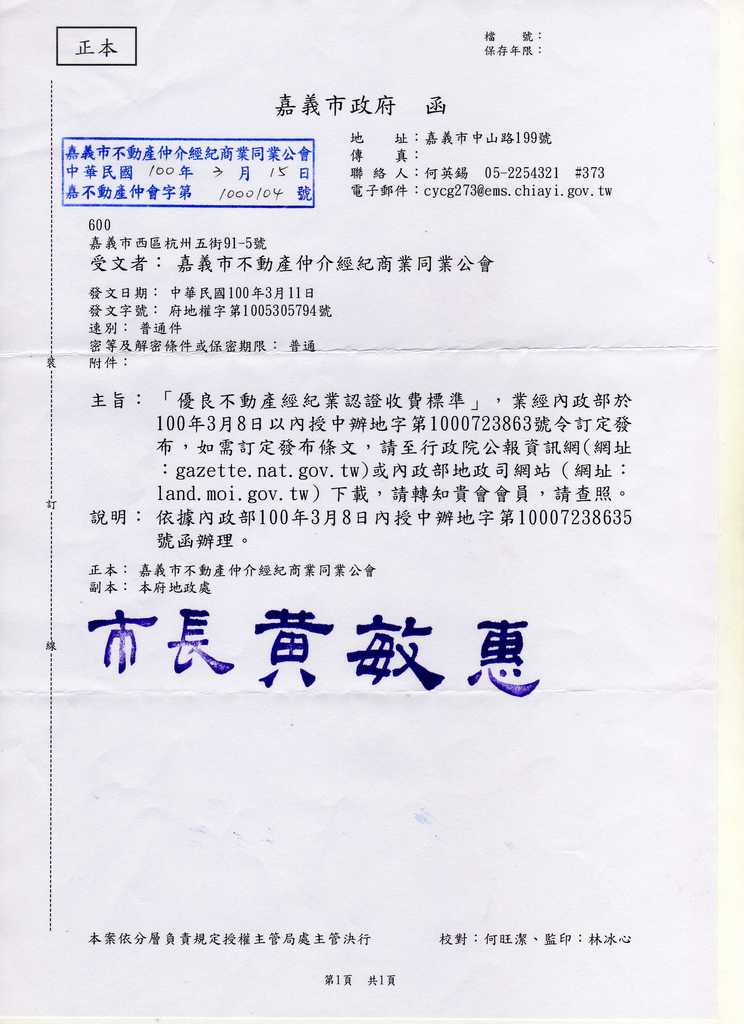 正本
檔　　號：
保存年限：
嘉義市政府　函
嘉義市不動產仲介經紀商業同業公會
中華民國 100年 3 月 15 日
嘉不動產仲會字第 1000104 號
地　　址：嘉義市中山路199號
傳　　真：
聯 絡 人：何英錫　05-2254321　#373
電子郵件：cycg273@ems.chiayi.gov.tw
600
嘉義市西區杭州五街91-5號
受文者： 嘉義市不動產仲介經紀商業同業公會
發文日期： 中華民國100年3月11日
發文字號： 府地權字第1005305794號
速別： 普通件
密等及解密條件或保密期限： 普通
附件：
主旨：「優良不動產經紀業認證收費標準」，業經內政部於
100年3月8日以內授中辦地字第1000723863號令訂定發
布，如需訂定發布條文，請至行政院公報資訊網(網址
：gazette.nat.gov.tw)或內政部地政司網站（網址：
land.moi.gov.tw）下載，請轉知貴會會員，請查照。
說明： 依據內政部100年3月8日內授中辦地字第10007238635
號函辦理。
正本： 嘉義市不動產仲介經紀商業同業公會
副本： 本府地政處
市長黃敏惠
裝
訂
線
本案依分層負責規定授權主管局處主管決行
校對：何旺潔、監印：林冰心
第1頁　共1頁